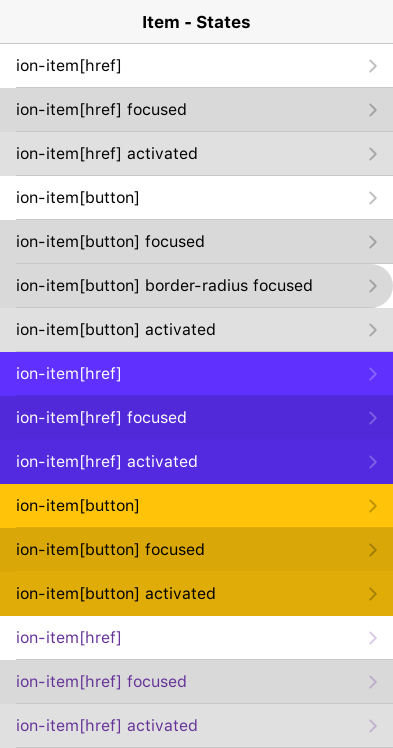 Item - States
ion-item[href]
ion-item[href] focused
ion-item[href] activated
ion-item[button]
ion-item[button] focused
ion-item[button] border-radius focused
ion-item[button] activated
ion-item[href]
ion-item[href] focused
ion-item[href] activated
ion-item[button]
ion-item[button] focused
ion-item[button] activated
ion-item[href]
ion-item[href] focused
ion-item[href] activated